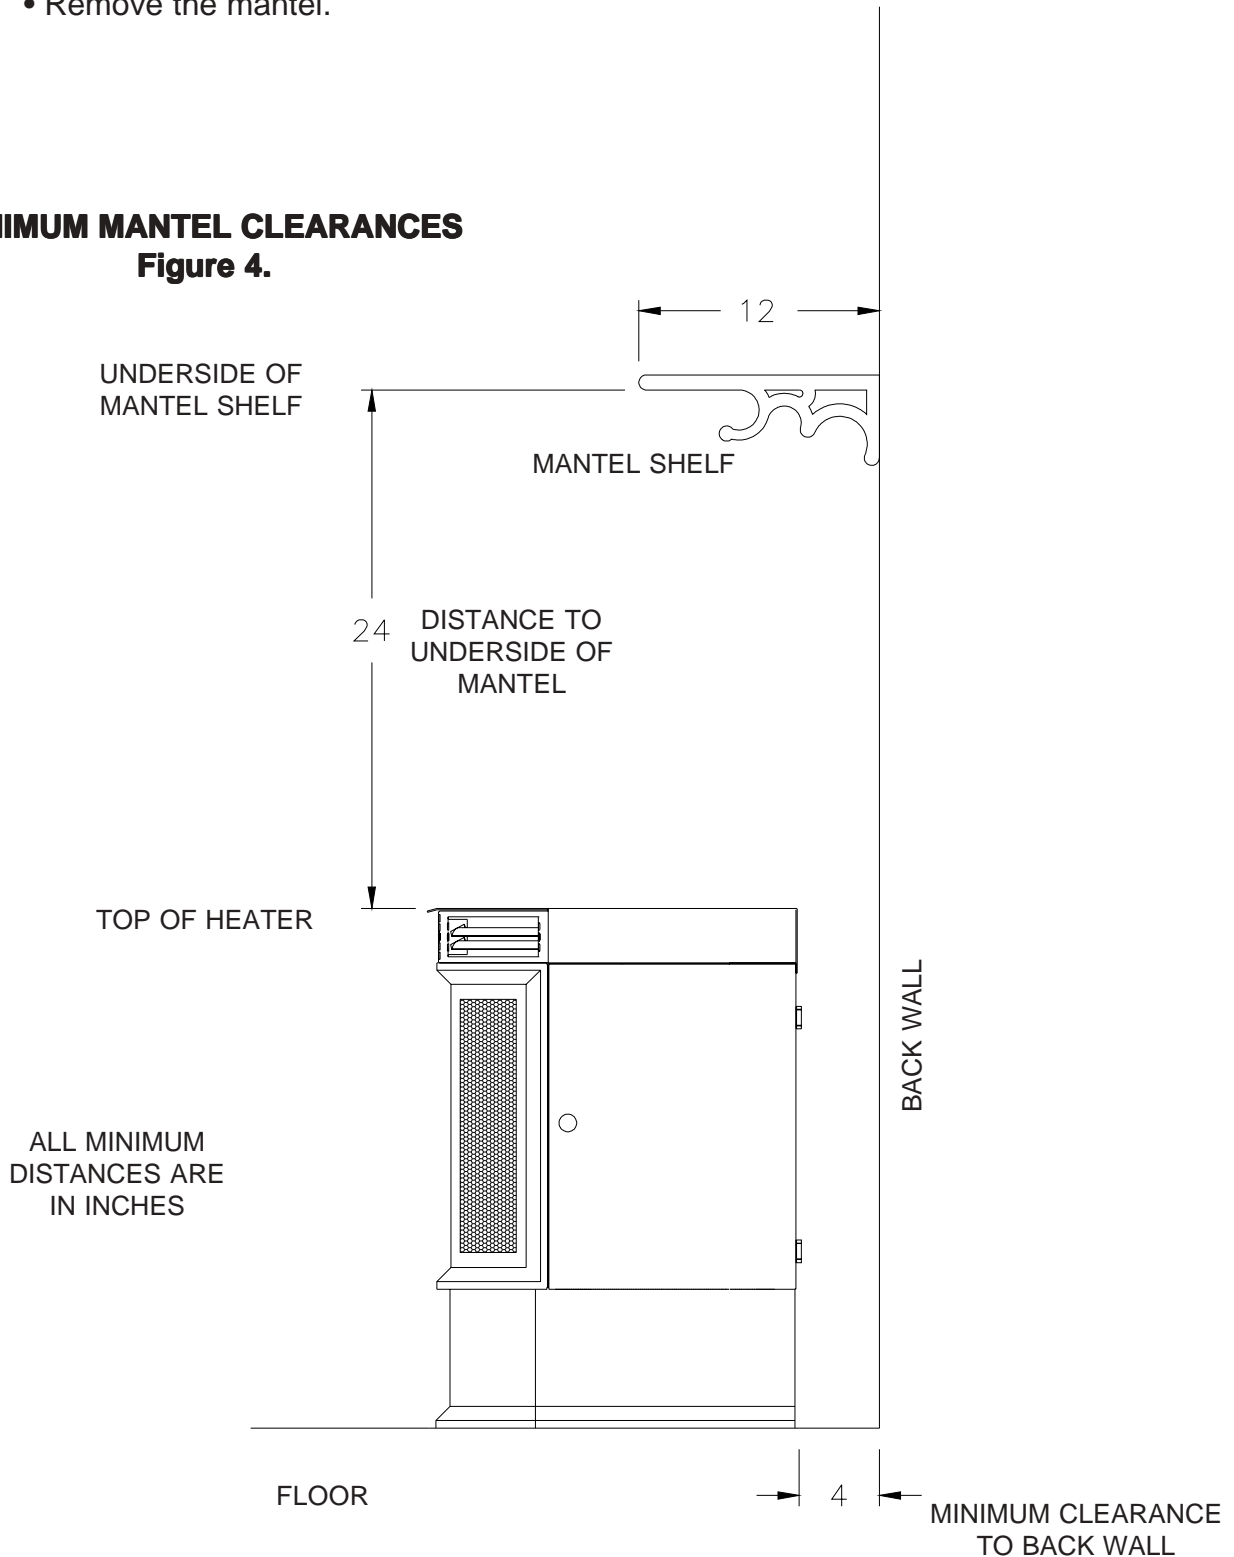 • Remove the mantel.
MANTEL CLEARANCES
Figure 4.
12
UNDERSIDE OF
MANTEL SHELF
MANTEL SHELF
24
DISTANCE TO
UNDERSIDE OF
MANTEL
TOP OF HEATER
BACK WALL
ALL MINIMUM
DISTANCES ARE
IN INCHES
FLOOR
4
MINIMUM CLEARANCE
TO BACK WALL